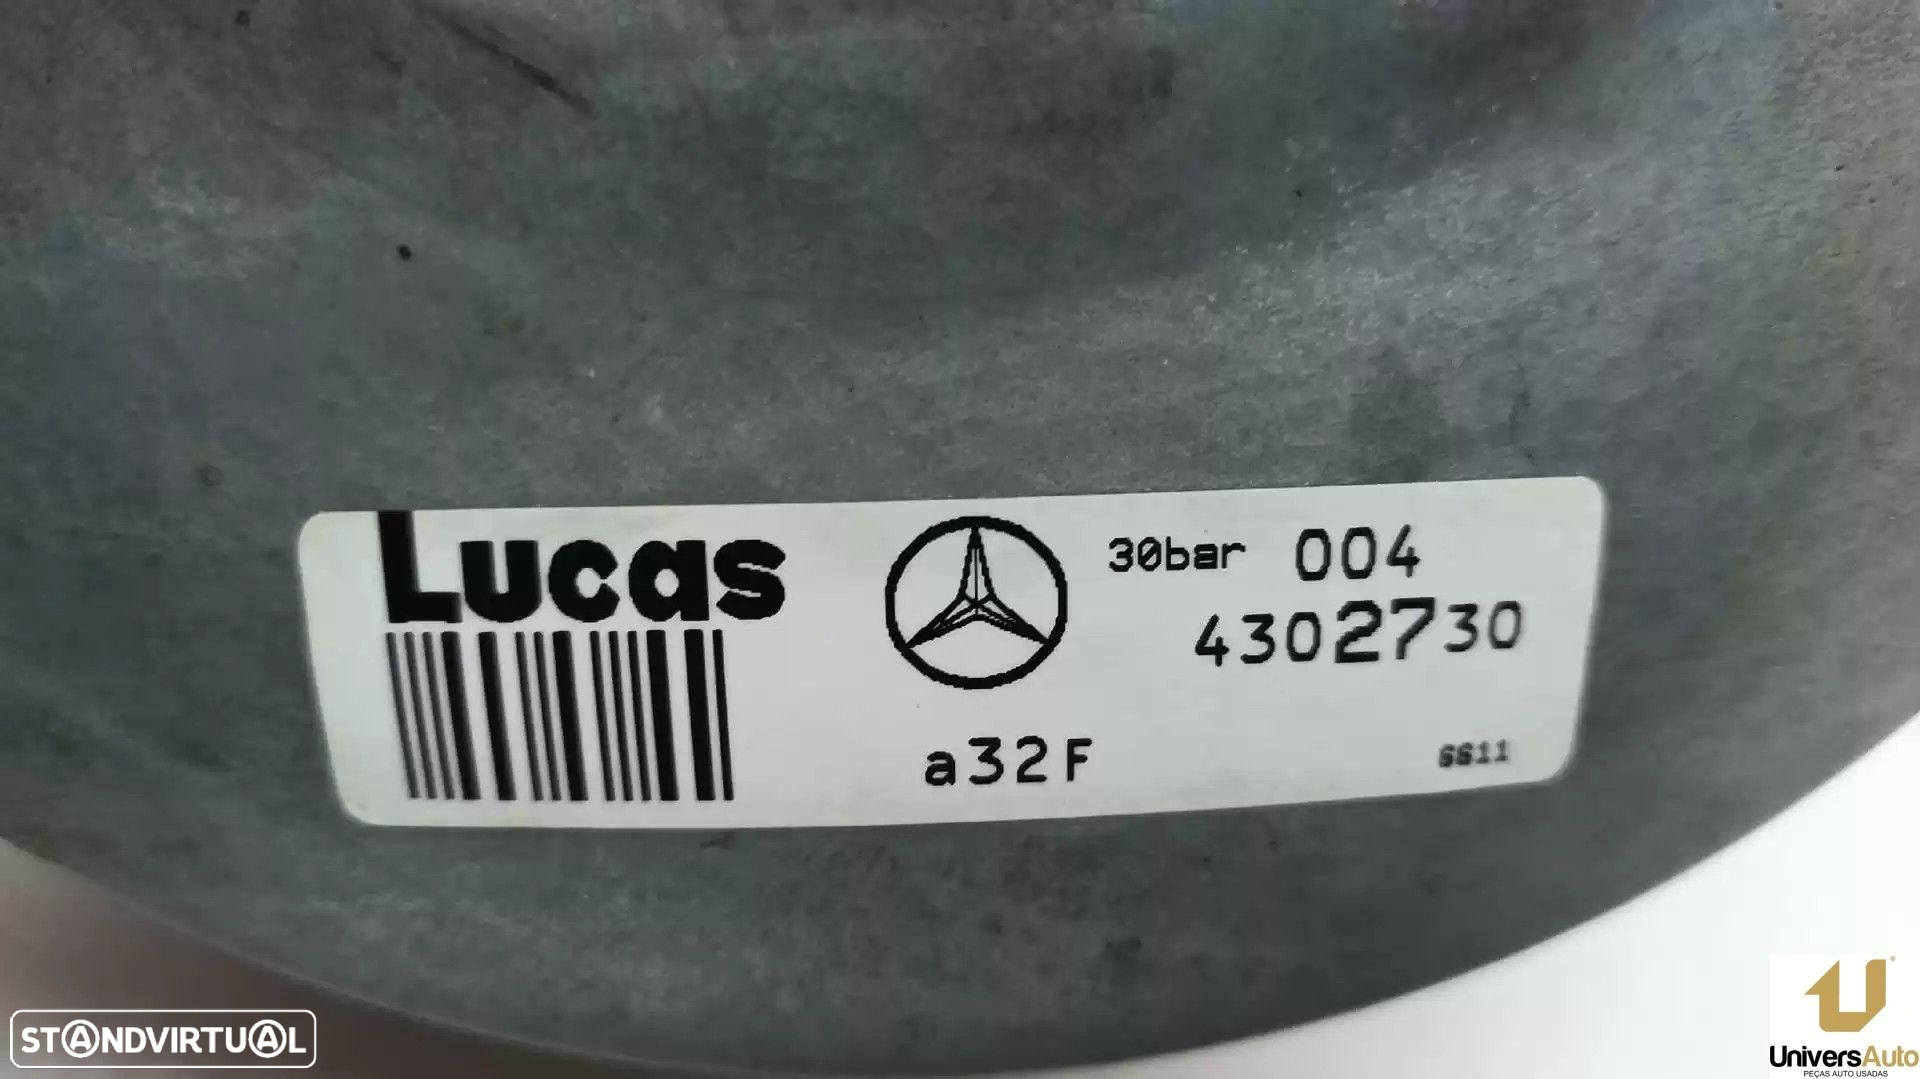 Lucas
30bar 004
4302730
a32F
6611
STANDVIRTUAL
UniversAuto
PEÇAS AUTO USADAS